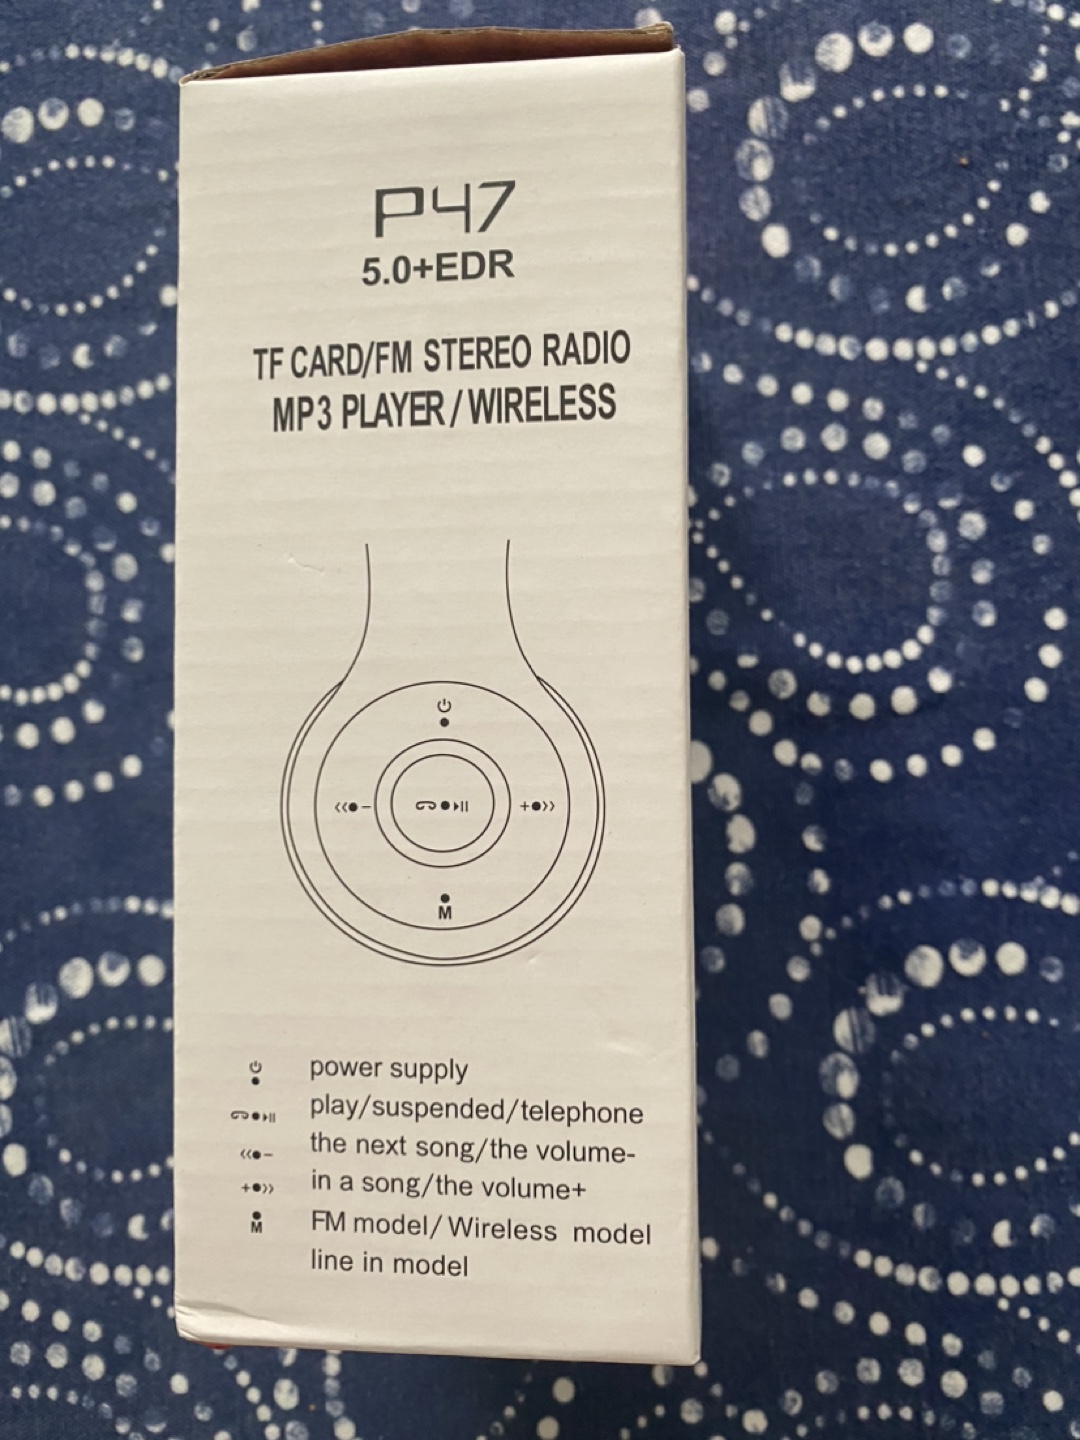 P47
5.0+EDR
TF CARD/FM STEREO RADIO
MP3 PLAYER/WIRELESS
M
power supply
play/suspended/telephone
the next song/the volume-
in a song/the volume+
M FM model/Wireless model
line in model